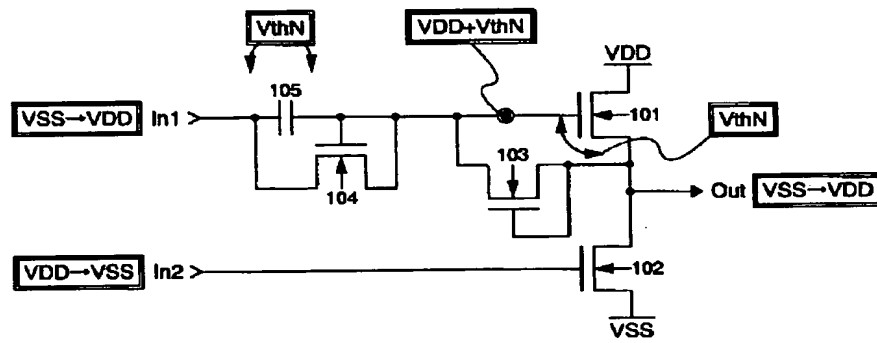 VthN
VDD+VthN
VDD
105
101
VSS→VDD In1
VthN
103
104
Out VSS→VDD
VDD→VSS In2
102
VSS